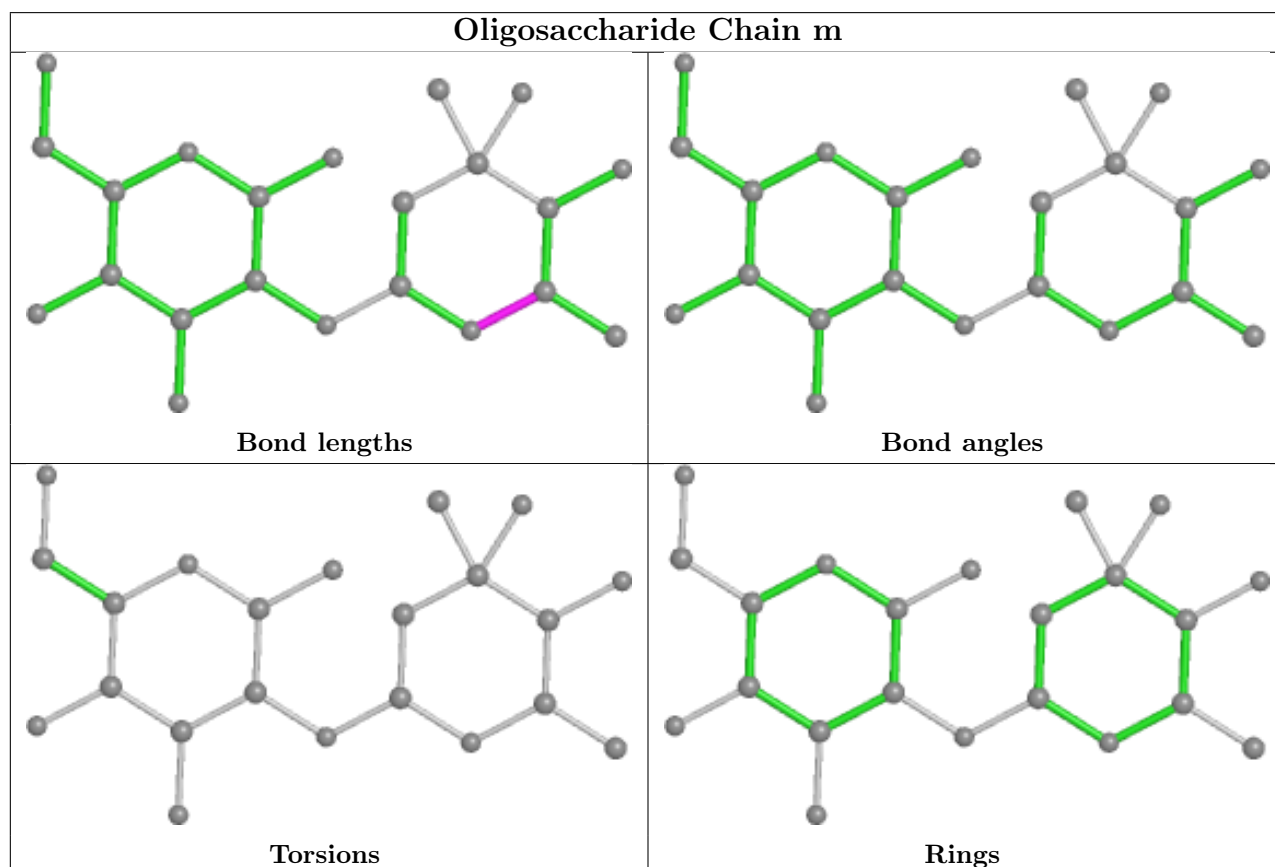 Oligosaccharide Chain m
Bond lengths
Bond angles
Torsions
Rings